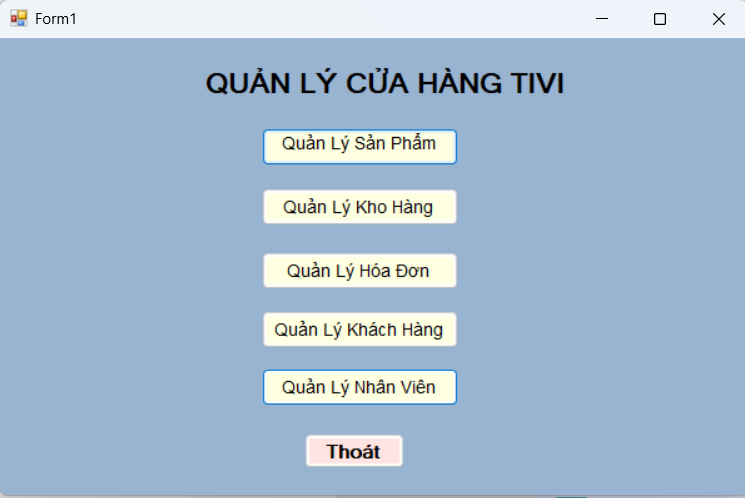 Form1
QUẢN LÝ CỬA HÀNG TIVI
Quản Lý Sản Phẩm
Quản Lý Kho Hàng
Quản Lý Hóa Đơn
Quản Lý Khách Hàng
Quản Lý Nhân Viên
Thoát